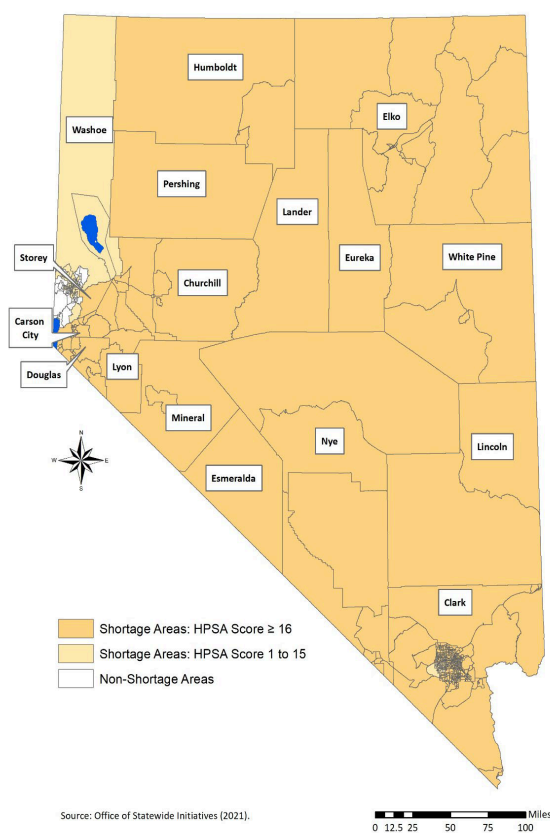 Humboldt
Elko
Washoe
Pershing
Lander
Storey
Eureka
White Pine
Churchill
Carson
City
Lyon
Douglas
Mineral
Nye
Lincoln
Esmeralda
N
W
E
S
Clark
Shortage Areas: HPSA Score ≥ 16
Shortage Areas: HPSA Score 1 to 15
Non-Shortage Areas
Source: Office of Statewide Initiatives (2021).
Miles
0 12.5 25 50 75 100